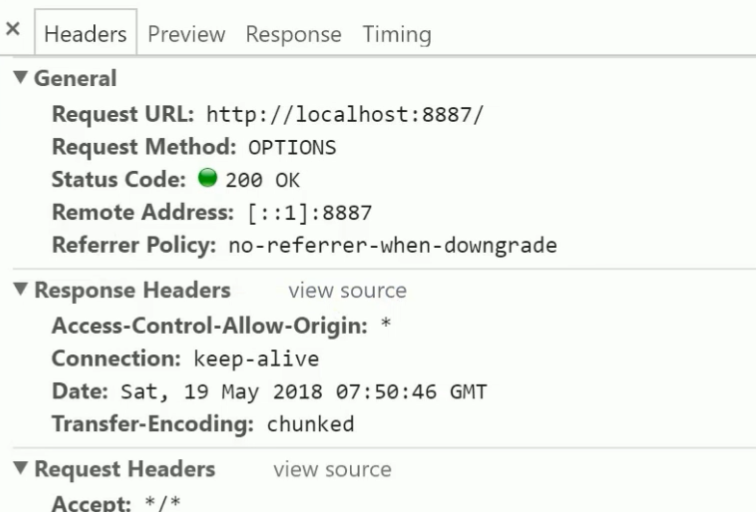 × Headers Preview Response Timing
▼ General
Request URL: http://localhost:8887/
Request Method: OPTIONS
Status Code: 200 OK
Remote Address: [::1]:8887
Referrer Policy: no-referrer-when-downgrade
▼ Response Headers view source
Access-Control-Allow-Origin: *
Connection: keep-alive
Date: Sat, 19 May 2018 07:50:46 GMT
Transfer-Encoding: chunked
▼ Request Headers view source
Accept: */*